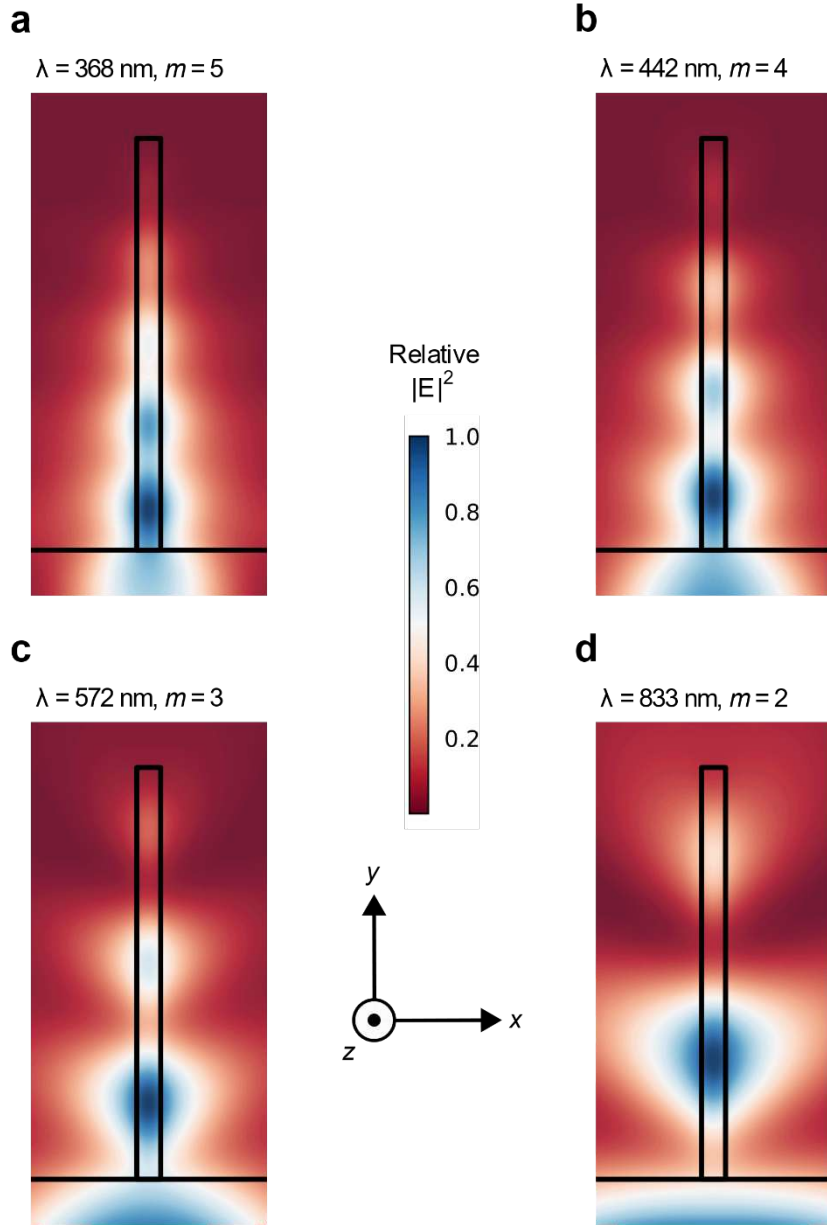 a
λ = 368 nm, m = 5
b
λ = 442 nm, m = 4
Relative
|E|²
1.0
0.8
0.6
0.4
0.2
c
λ = 572 nm, m = 3
d
λ = 833 nm, m = 2
y
x
z